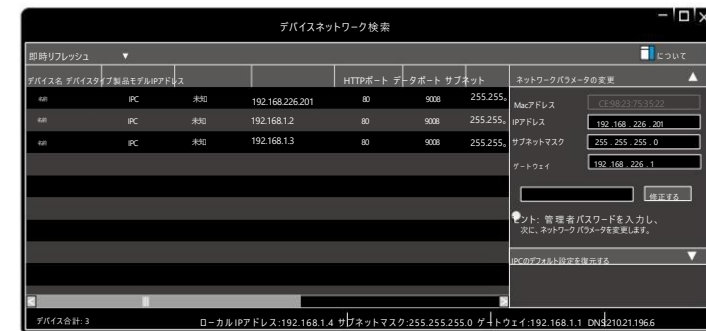 デバイスネットワーク検索
即時リフレッシュ ▼
について
デバイス名 デバイスタイプ製品モデルIPアドレス HTTPポート データポート サブネット
IPC 未知 192.168.226.201 80 9008 255.255。
IPC 未知 192.168.1.2 80 9008 255.255。
IPC 未知 192.168.1.3 80 9008 255.255。
ネットワークパラメータの変更
Macアドレス CE:98:23:75:35:22
IPアドレス 192 .168 . 226 . 201
サブネットマスク 255 . 255 . 255 . 0
ゲートウェイ 192 .168 . 226 . 1
修正する
ヒント: 管理者パスワードを入力し、
次に、ネットワークパラメータを変更します。
IPCのデフォルト設定を復元する
デバイス合計: 3 ローカルIPアドレス:192.168.1.4 サブネットマスク:255.255.255.0 ゲートウェイ:192.168.1.1 DNS:210.21.196.6